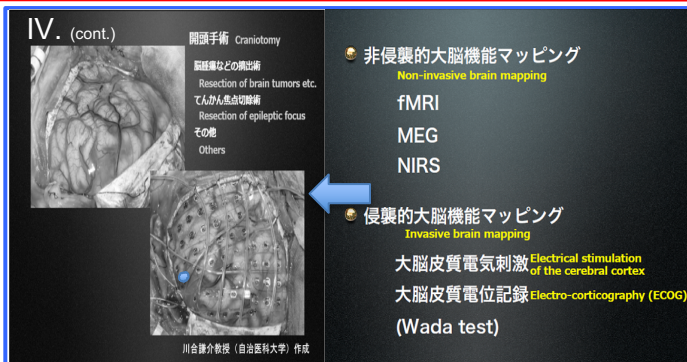 IV. (cont.)
開頭手術 Craniotomy
脳腫瘍などの摘出術
Resection of brain tumors etc.
てんかん焦点切除術
Resection of epileptic focus
その他
Others
川合謙介教授（自治医科大学）作成
非侵襲的大脳機能マッピング
Non-invasive brain mapping
fMRI
MEG
NIRS
侵襲的大脳機能マッピング
Invasive brain mapping
大脳皮質電気刺激 Electrical stimulation
of the cerebral cortex
大脳皮質電位記録 Electro-corticography (ECOG)
(Wada test)